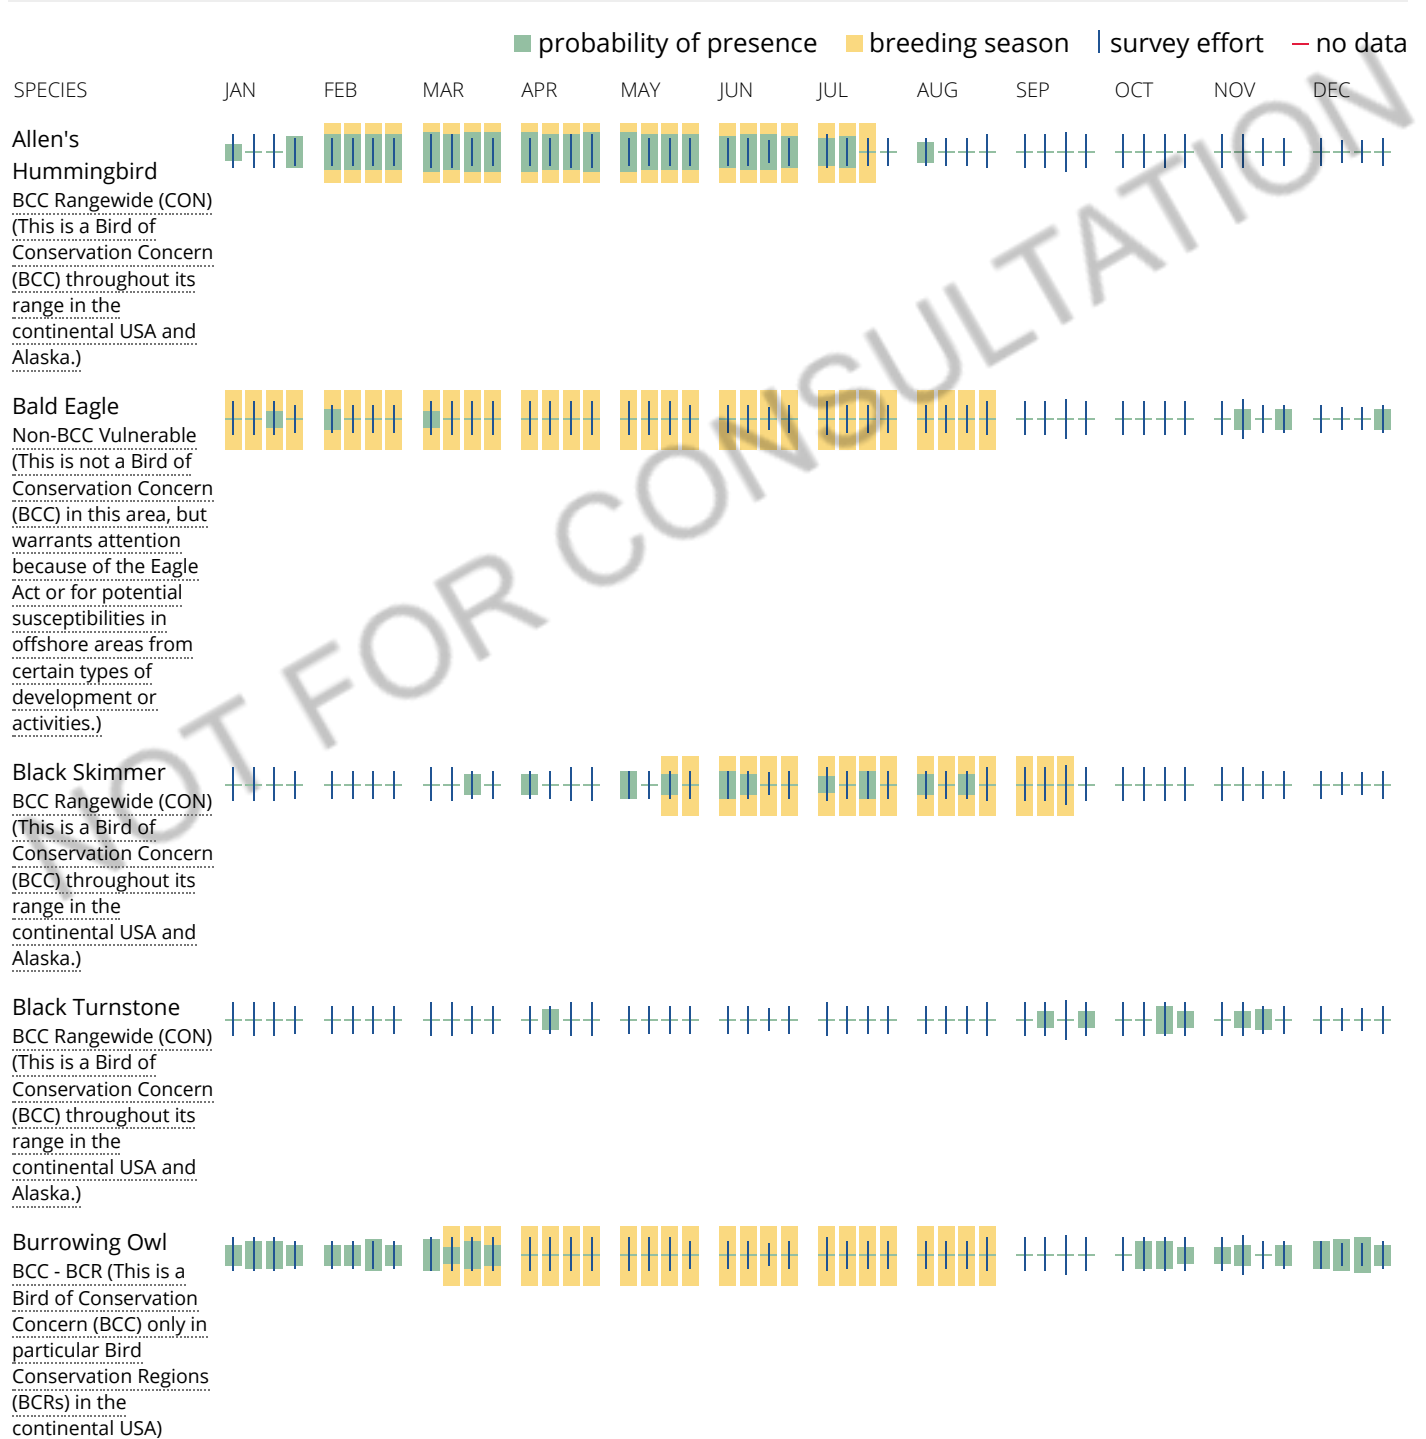 probability of presence breeding season survey effort no data
SPECIES JAN FEB MAR APR MAY JUN JUL AUG SEP OCT NOV DEC
Allen's
Hummingbird
BCC Rangewide (CON)
(This is a Bird of
Conservation Concern
(BCC) throughout its
range in the
continental USA and
Alaska.)
Bald Eagle
Non-BCC Vulnerable
(This is not a Bird of
Conservation Concern
(BCC) in this area, but
warrants attention
because of the Eagle
Act or for potential
susceptibilities in
offshore areas from
certain types of
development or
activities.)
Black Skimmer
BCC Rangewide (CON)
(This is a Bird of
Conservation Concern
(BCC) throughout its
range in the
continental USA and
Alaska.)
Black Turnstone
BCC Rangewide (CON)
(This is a Bird of
Conservation Concern
(BCC) throughout its
range in the
continental USA and
Alaska.)
Burrowing Owl
BCC - BCR (This is a
Bird of Conservation
Concern (BCC) only in
particular Bird
Conservation Regions
(BCRs) in the
continental USA)
NOT FOR CONSULTATION